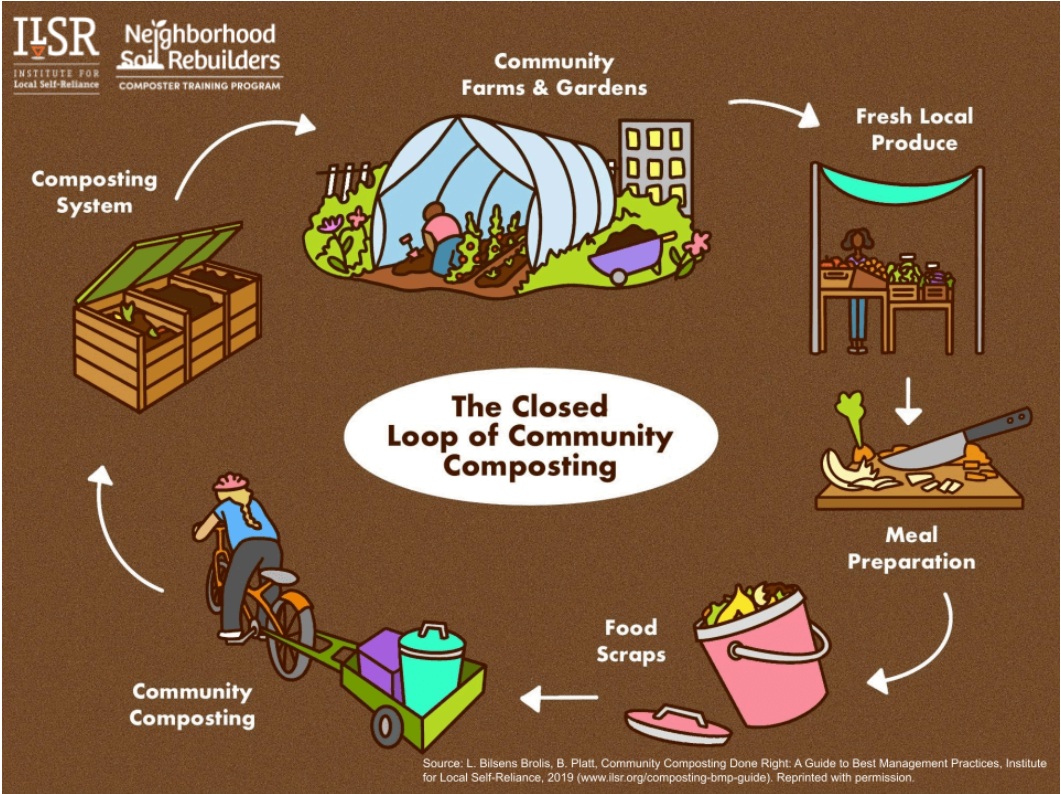 ILSR
INSTITUTE FOR
Local Self-Reliance
Neighborhood
Soil Rebuilders
COMPOSTER TRAINING PROGRAM
Community
Farms & Gardens
Fresh Local
Produce
Composting
System
The Closed
Loop of Community
Composting
Meal
Preparation
Food
Scraps
Community
Composting
Source: L. Bilsens Brolis, B. Platt, Community Composting Done Right: A Guide to Best Management Practices, Institute
for Local Self-Reliance, 2019 (www.ilsr.org/composting-bmp-guide). Reprinted with permission.